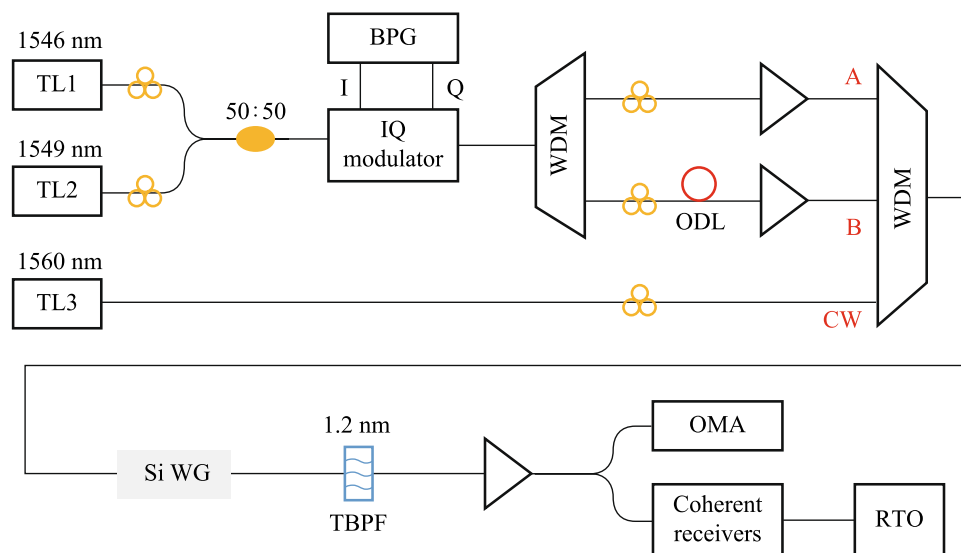 1546 nm
TL1
1549 nm
TL2
50:50
BPG
I
Q
IQ
modulator
WDM
ODL
A
B
WDM
1560 nm
TL3
CW
Si WG
1.2 nm
TBPF
OMA
Coherent
receivers
RTO